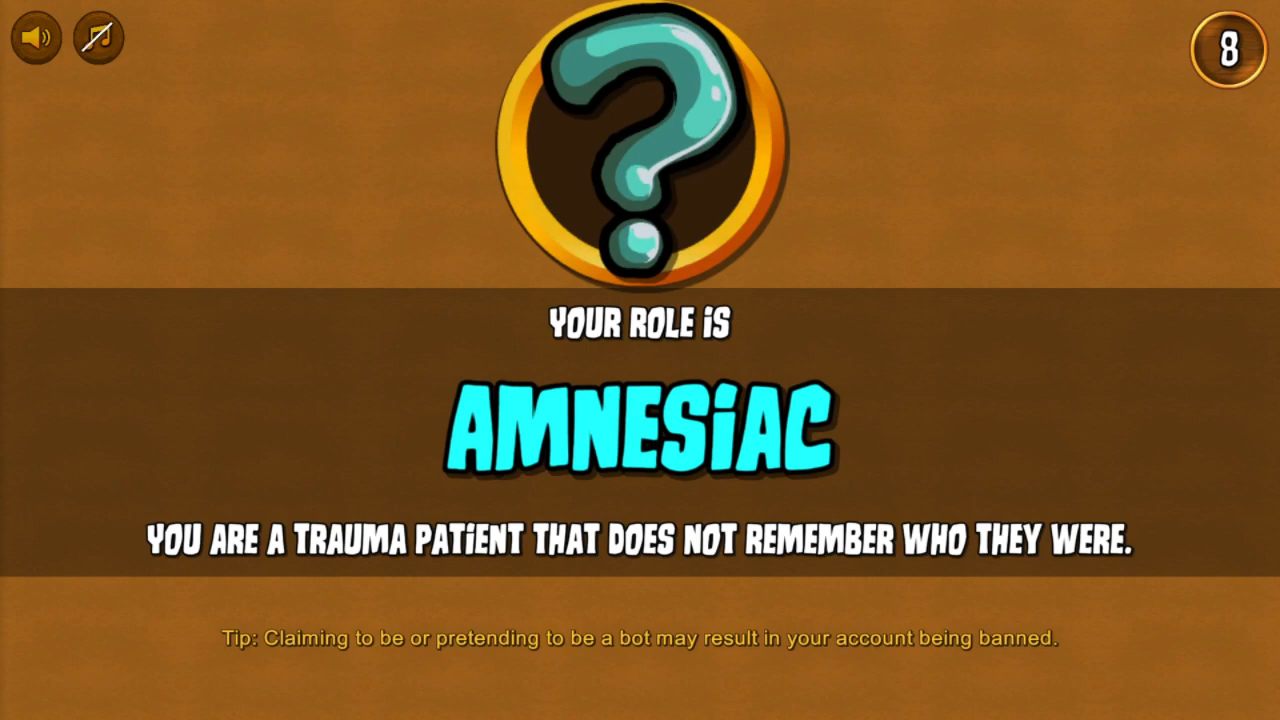 8
YOUR ROLE IS
AMNESIAC
YOU ARE A TRAUMA PATIENT THAT DOES NOT REMEMBER WHO THEY WERE.
Tip: Claiming to be or pretending to be a bot may result in your account being banned.